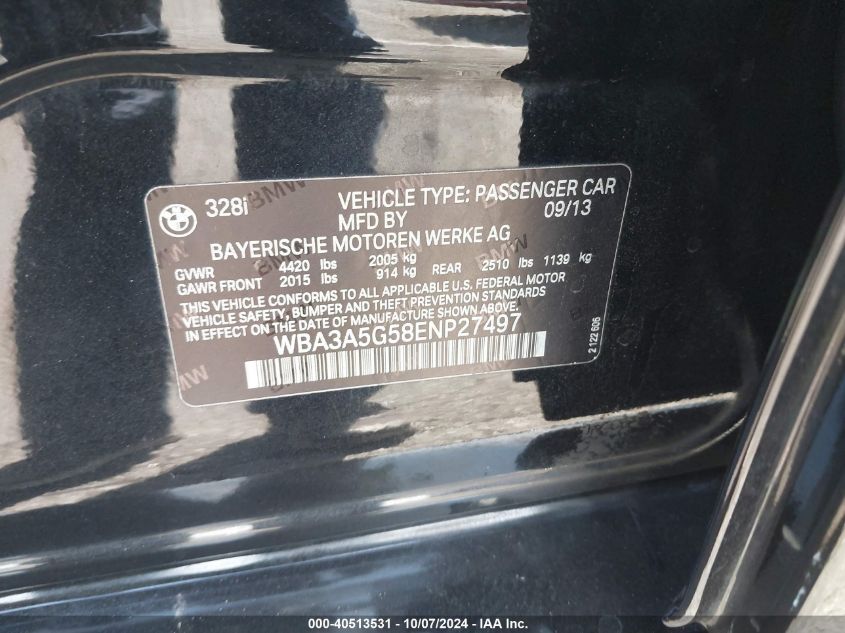 328i VEHICLE TYPE: PASSENGER CAR
MFD BY 09/13
BAYERISCHE MOTOREN WERKE AG
GVWR 4420 lbs 2005 kg
GAWR FRONT 2015 lbs 914 kg REAR 2510 lbs 1139 kg
THIS VEHICLE CONFORMS TO ALL APPLICABLE U.S. FEDERAL MOTOR
VEHICLE SAFETY, BUMPER AND THEFT PREVENTION STANDARDS
IN EFFECT ON THE DATE OF MANUFACTURE SHOWN ABOVE.
WBA3A5G58ENP27497
2 122 606
BMW
000-40513531 - 10/07/2024 - IAA Inc.